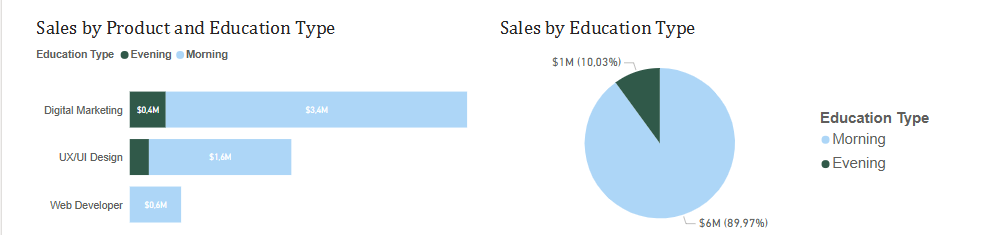 Sales by Product and Education Type
Education Type Evening Morning
Digital Marketing $0,4M $3,4M
UX/UI Design $1,6M
Web Developer $0,6M
Sales by Education Type
$1M (10,03%)
$6M (89,97%)
Education Type
Morning
Evening